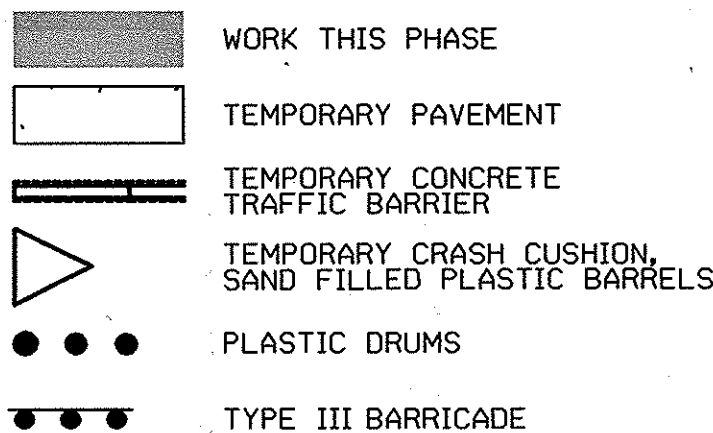 WORK THIS PHASE
TEMPORARY PAVEMENT
TEMPORARY CONCRETE
TRAFFIC BARRIER
TEMPORARY CRASH CUSHION,
SAND FILLED PLASTIC BARRELS
PLASTIC DRUMS
TYPE III BARRICADE